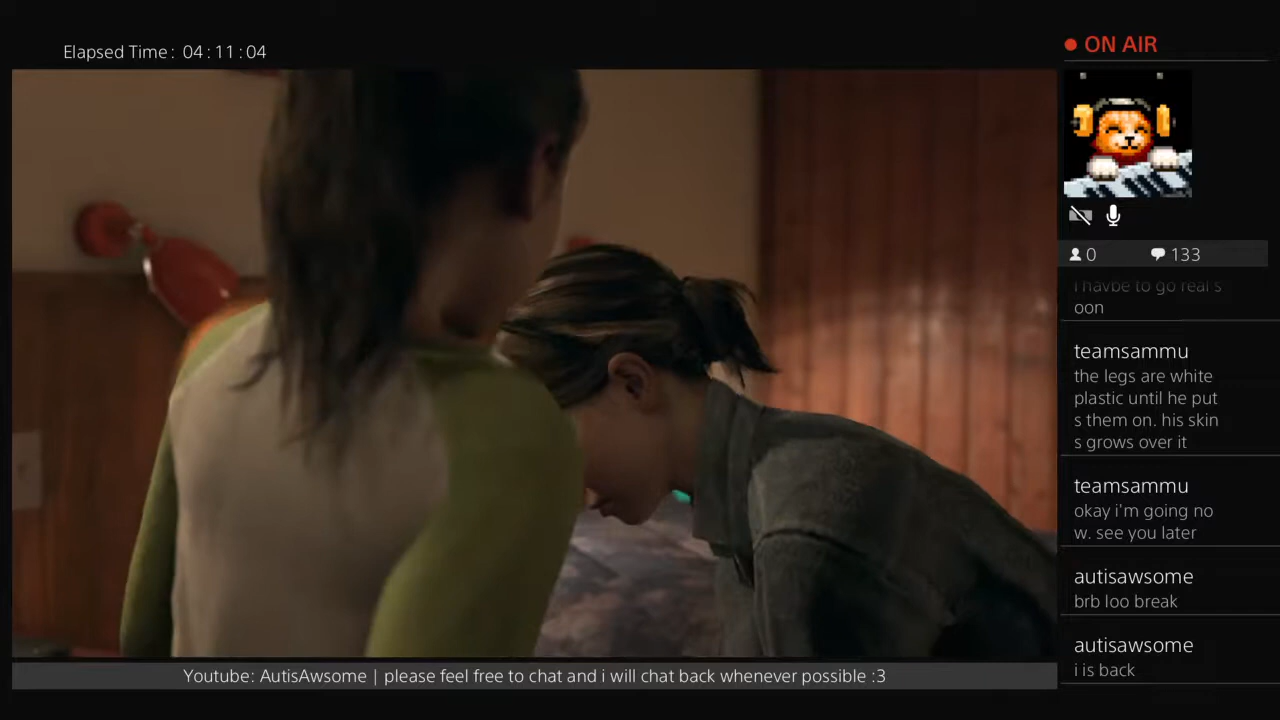 Elapsed Time: 04:11:04
ON AIR
0
133
i havbe to go real s
oon
teamsammu
the legs are white
plastic until he put
s them on. his skin
s grows over it
teamsammu
okay i'm going no
w. see you later
autisawsome
brb loo break
autisawsome
i is back
Youtube: AutisAwsome | please feel free to chat and i will chat back whenever possible :3